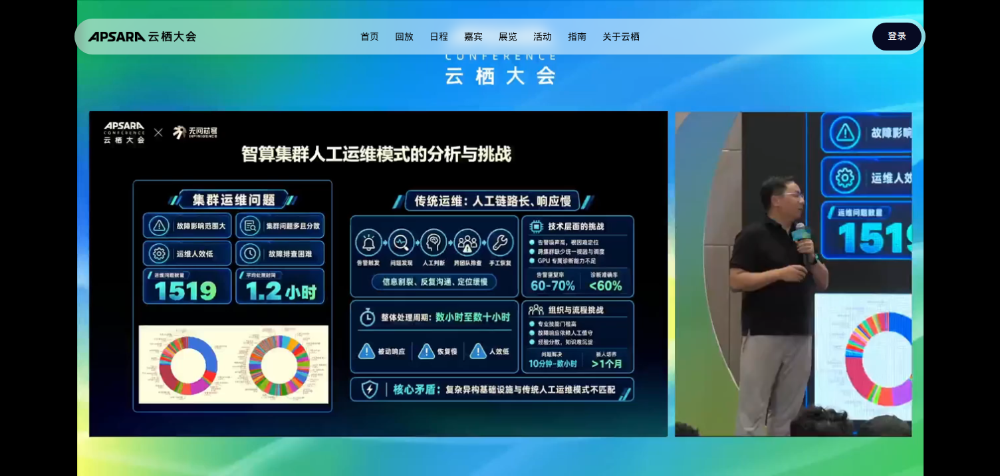 APSARA 云栖大会
首页 回放 日程 嘉宾 展览 活动 指南 关于云栖
登录
CONFERENCE
云栖大会
APSARA
CONFERENCE
云栖大会
无问芯穹
INFINIGENCE
智算集群人工运维模式的分析与挑战
集群运维问题
故障影响范围大
集群问题多且分散
运维人效低
故障排查困难
运维问题数量
1519
平均处理时间
1.2 小时
传统运维：人工链路长、响应慢
告警触发 问题发现 人工判断 跨团队排查 手工恢复
信息割裂、反复沟通、定位缓慢
技术层面的挑战
告警噪声高，根因难定位
跨集群缺少统一视图与调度
GPU 专属诊断能力不足
告警重复率 诊断准确率
60-70% <60%
整体处理周期：数小时至数十小时
被动响应 恢复慢 人效低
组织与流程挑战
专业技能门槛高
故障响应依赖人工值守
经验分散，知识难沉淀
问题解决 新人培养
10分钟-数小时 >1个月
核心矛盾：复杂异构基础设施与传统人工运维模式不匹配
故障影响
运维人效
运维问题数量
1519